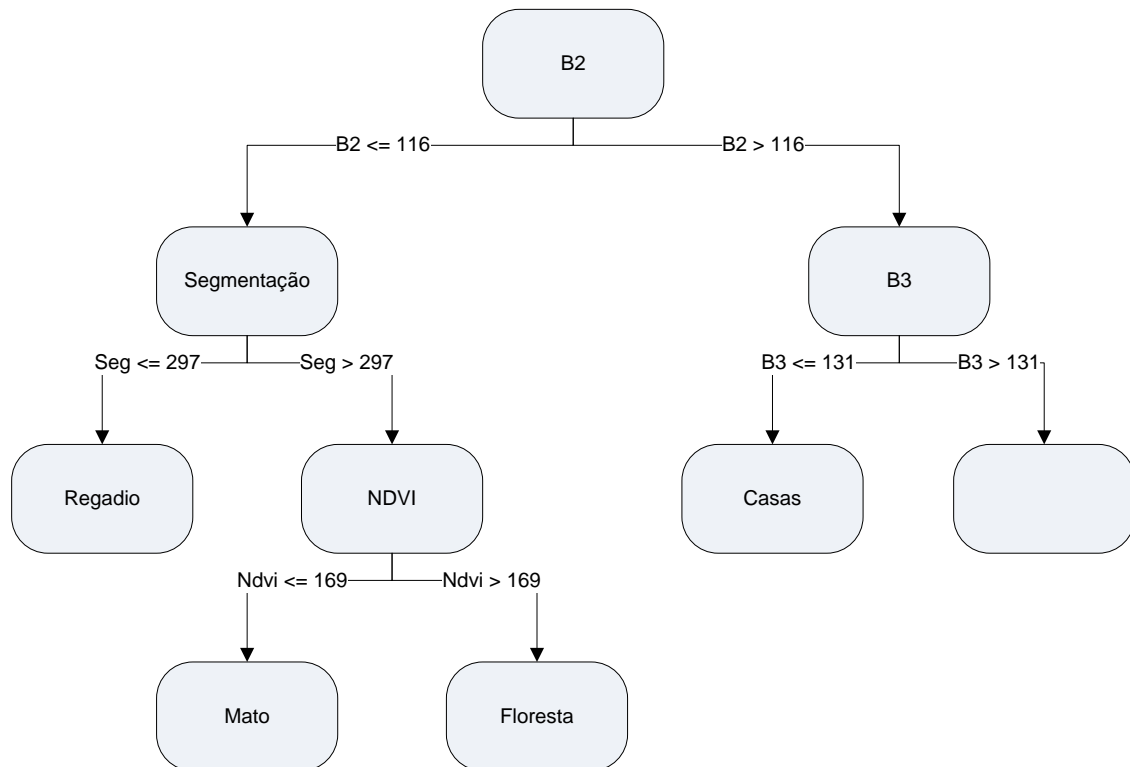 B2
B2 <= 116
B2 > 116
Segmentação
B3
Seg <= 297
Seg > 297
B3 <= 131
B3 > 131
Regadio
NDVI
Casas
Ndvi <= 169
Ndvi > 169
Mato
Floresta